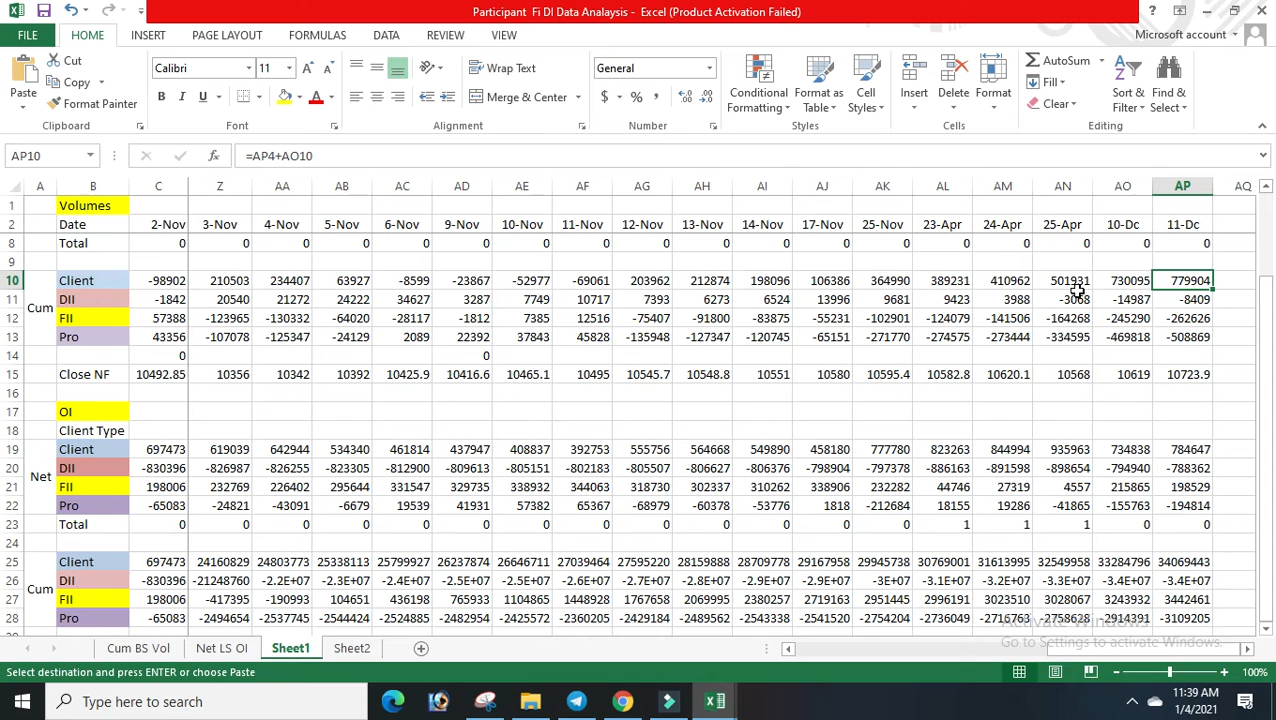 Participant Fi DI Data Analaysis - Excel (Product Activation Failed)
FILE HOME INSERT PAGE LAYOUT FORMULAS DATA REVIEW VIEW Microsoft account
Cut
Copy
Format Painter
Paste
Clipboard
Calibri 11
B I U
Font
Wrap Text
Merge & Center
Alignment
General
$ % ,
Number
Conditional Formatting
Format as Table
Cell Styles
Styles
Insert Delete Format
Cells
AutoSum
Fill
Clear
Sort & Filter
Find & Select
Editing
AP10 =AP4+AO10
A B C Z AA AB AC AD AE AF AG AH AI AJ AK AL AM AN AO AP AQ
1 Volumes
2 Date 2-Nov 3-Nov 4-Nov 5-Nov 6-Nov 9-Nov 10-Nov 11-Nov 12-Nov 13-Nov 14-Nov 17-Nov 25-Nov 23-Apr 24-Apr 25-Apr 10-Dc 11-Dc
8 Total 0 0 0 0 0 0 0 0 0 0 0 0 0 0 0 0 0 0
9
10 Client -98902 210503 234407 63927 -8599 -23867 -52977 -69061 203962 212874 198096 106386 364990 389231 410962 501931 730095 779904
11 DII -1842 20540 21272 24222 34627 3287 7749 10717 7393 6273 6524 13996 9681 9423 3988 -3068 -14987 -8409
Cum
12 FII 57388 -123965 -130332 -64020 -28117 -1812 7385 12516 -75407 -91800 -83875 -55231 -102901 -124079 -141506 -164268 -245290 -262626
13 Pro 43356 -107078 -125347 -24129 2089 22392 37843 45828 -135948 -127347 -120745 -65151 -271770 -274575 -273444 -334595 -469818 -508869
14 0 0
15 Close NF 10492.85 10356 10342 10392 10425.9 10416.6 10465.1 10495 10545.7 10548.8 10551 10580 10595.4 10582.8 10620.1 10568 10619 10723.9
16
17 OI
18 Client Type
19 Client 697473 619039 642944 534340 461814 437947 408837 392753 555756 564668 549890 458180 777780 823263 844994 935963 734838 784647
20 DII -830396 -826987 -826255 -823305 -812900 -809613 -805151 -802183 -805507 -806627 -806376 -798904 -797378 -886163 -891598 -898654 -794940 -788362
Net
21 FII 198006 232769 226402 295644 331547 329735 338932 344063 318730 302337 310262 338906 232282 44746 27319 4557 215865 198529
22 Pro -65083 -24821 -43091 -6679 19539 41931 57382 65367 -68979 -60378 -53776 1818 -212684 18155 19286 -41865 -155763 -194814
23 Total 0 0 0 0 0 0 0 0 0 0 0 0 0 1 1 1 0 0
24
25 Client 697473 24160829 24803773 25338113 25799927 26237874 26646711 27039464 27595220 28159888 28709778 29167958 29945738 30769001 31613995 32549958 33284796 34069443
26 DII -830396 -21248760 -2.2E+07 -2.3E+07 -2.4E+07 -2.5E+07 -2.5E+07 -2.6E+07 -2.7E+07 -2.8E+07 -2.9E+07 -2.9E+07 -3E+07 -3.1E+07 -3.2E+07 -3.3E+07 -3.4E+07 -3.4E+07
Cum
27 FII 198006 -417395 -190993 104651 436198 765933 1104865 1448928 1767658 2069995 2380257 2719163 2951445 2996191 3023510 3028067 3243932 3442461
28 Pro -65083 -2494654 -2537745 -2544424 -2524885 -2482954 -2425572 -2360205 -2429184 -2489562 -2543338 -2541520 -2754204 -2736049 -2716763 -2758628 -2914391 -3109205
Activate Windows
Go to Settings to activate Windows.
Cum BS Vol Net LS OI Sheet1 Sheet2
Select destination and press ENTER or choose Paste 100%
Type here to search
11:39 AM
1/4/2021